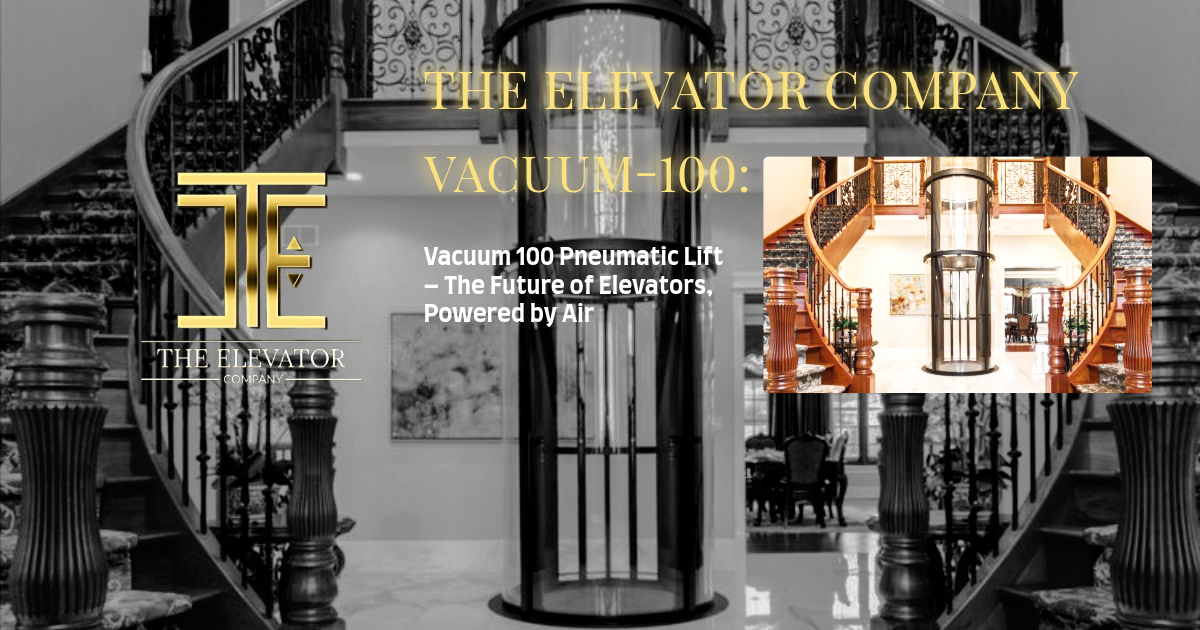 THE ELEVATOR COMPANY
VACUUM-100:
Vacuum 100 Pneumatic Lift
– The Future of Elevators,
Powered by Air
THE ELEVATOR
COMPANY